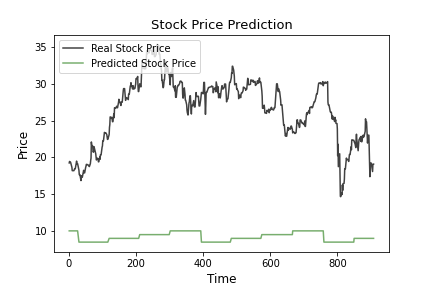 Stock Price Prediction
Real Stock Price
Predicted Stock Price
Price
35
30
25
20
15
10
0 200 400 600 800
Time